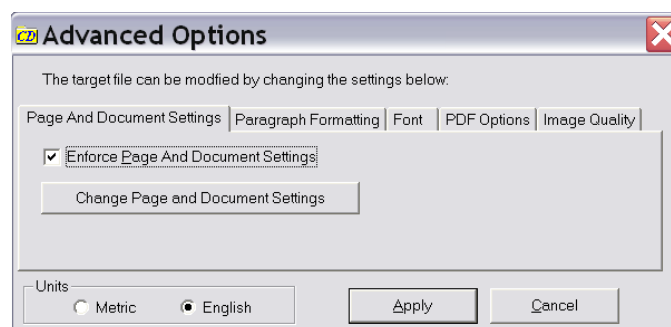 CD Advanced Options
The target file can be modfied by changing the settings below:
Page And Document Settings Paragraph Formatting Font PDF Options Image Quality
Enforce Page And Document Settings
Change Page and Document Settings
Units
Metric English Apply Cancel